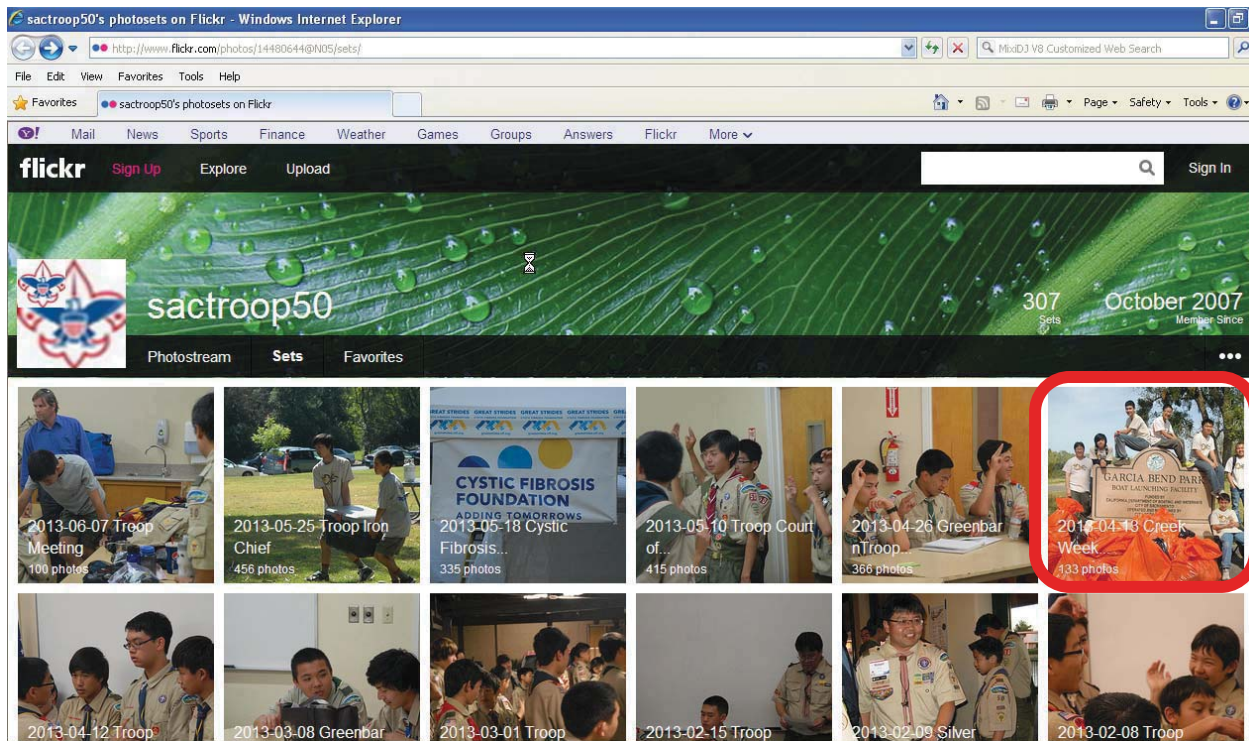 sactroop50's photosets on Flickr - Windows Internet Explorer
http://www.flickr.com/photos/14480644@N05/sets/
MixiDJ V8 Customized Web Search
File Edit View Favorites Tools Help
Favorites sactroop50's photosets on Flickr Page Safety Tools
Y! Mail News Sports Finance Weather Games Groups Answers Flickr More
flickr Sign Up Explore Upload Sign In
sactroop50
307 October 2007
Sets Member Since
Photostream Sets Favorites
2013-06-07 Troop
Meeting
100 photos
2013-05-25 Troop Iron
Chief
456 photos
GREAT STRIDES GREAT STRIDES GREAT STRIDES GREAT STRIDES
CYSTIC FIBROSIS
FOUNDATION
ADDING TOMORROWS
2013-05-18 Cystic
Fibrosis...
335 photos
2013-05-10 Troop Court
of...
415 photos
2013-04-26 Greenbar
nTroop...
366 photos
GARCIA BEND PARK
BOAT LAUNCHING FACILITY
2013-04-13 Creek
Week...
133 photos
2013-04-12 Troop
2013-03-08 Greenbar
2013-03-01 Troop
2013-02-15 Troop
2013-02-09 Silver
2013-02-08 Troop